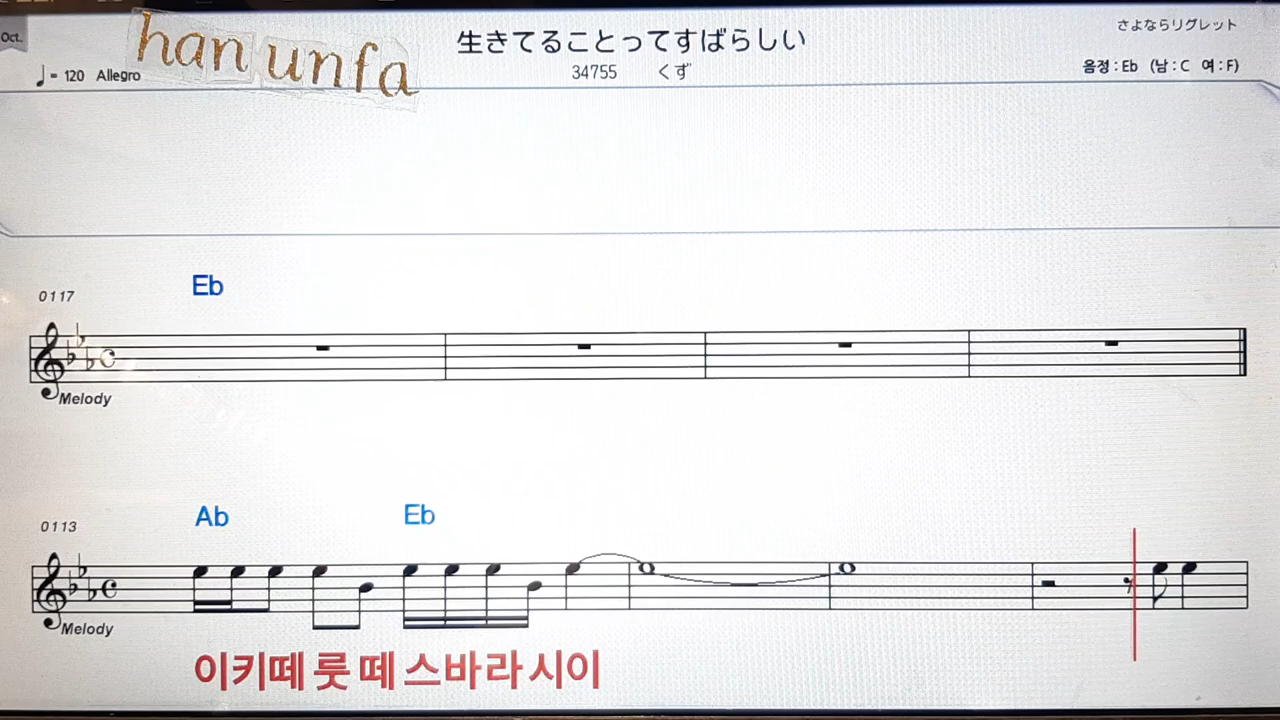 Oct.
han unfa
生きてることってすばらしい
さよならリグレット
♩= 120 Allegro
34755 くず
음정 : Eb (남 : C 여 : F)
Eb
0117
Melody
Ab Eb
0113
Melody
이키떼 룻 떼 스바라 시이